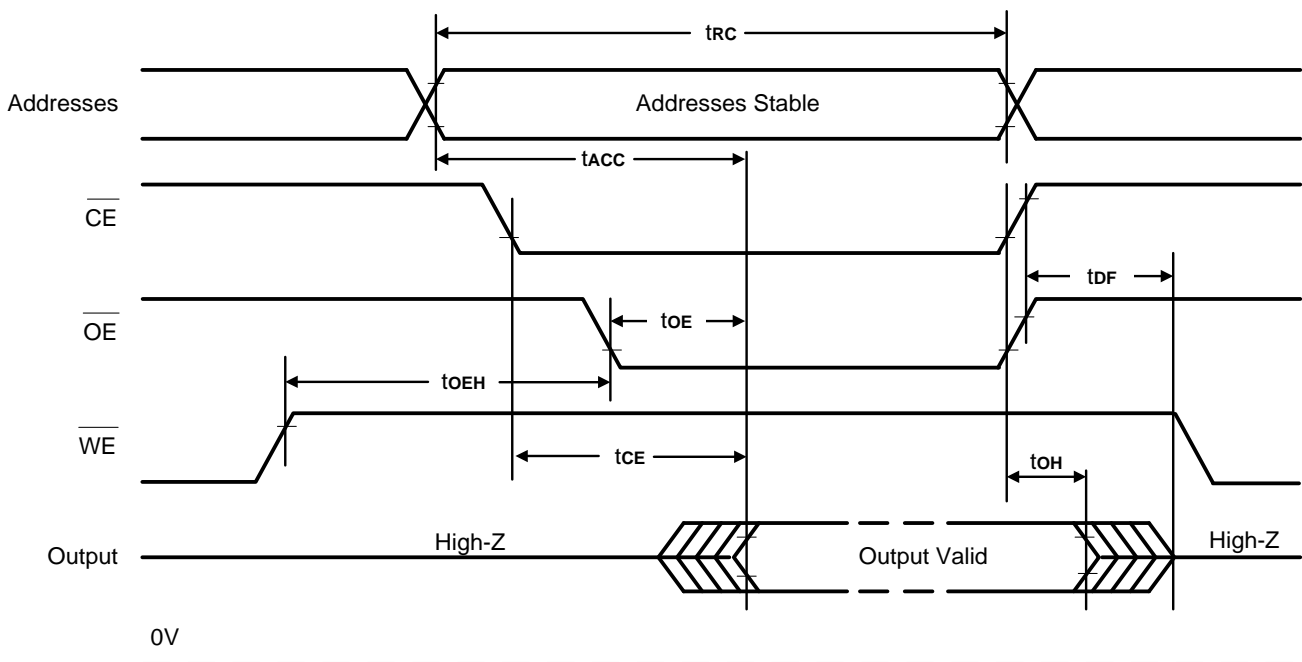 tRC
Addresses
Addresses Stable
tACC
CE
tDF
OE
tOE
tOEH
WE
tCE
tOH
Output
High-Z
Output Valid
High-Z
0V